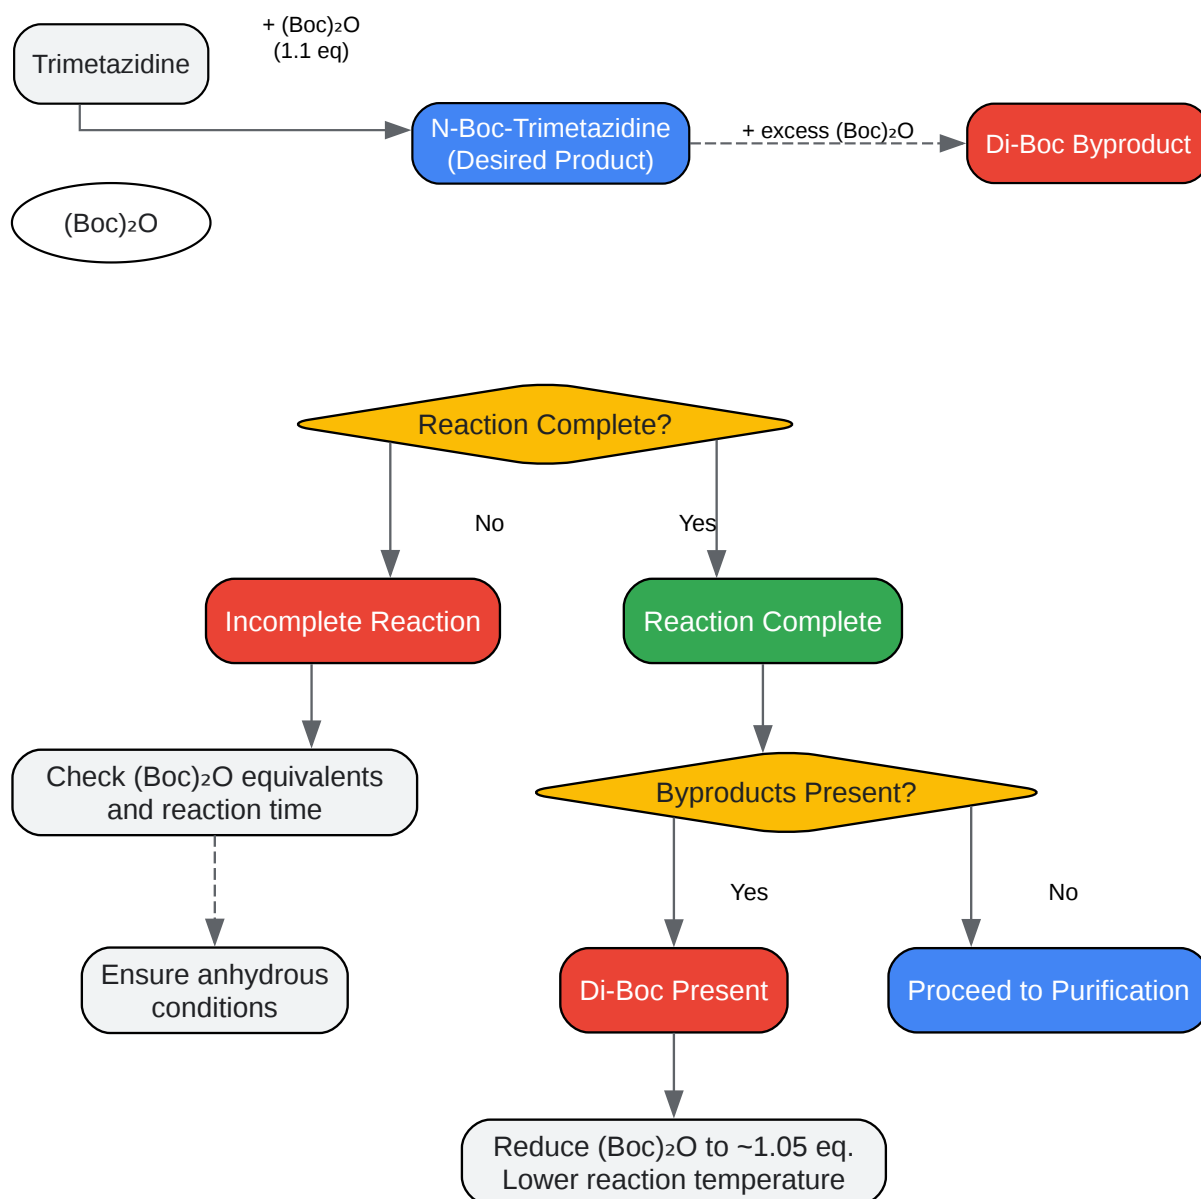 + (Boc)₂O
(1.1 eq)
Trimetazidine
N-Boc-Trimetazidine
(Desired Product)
+ excess (Boc)₂O
Di-Boc Byproduct
(Boc)₂O
Reaction Complete?
No
Yes
Incomplete Reaction
Reaction Complete
Check (Boc)₂O equivalents
and reaction time
Byproducts Present?
Yes
No
Ensure anhydrous
conditions
Di-Boc Present
Proceed to Purification
Reduce (Boc)₂O to ~1.05 eq.
Lower reaction temperature